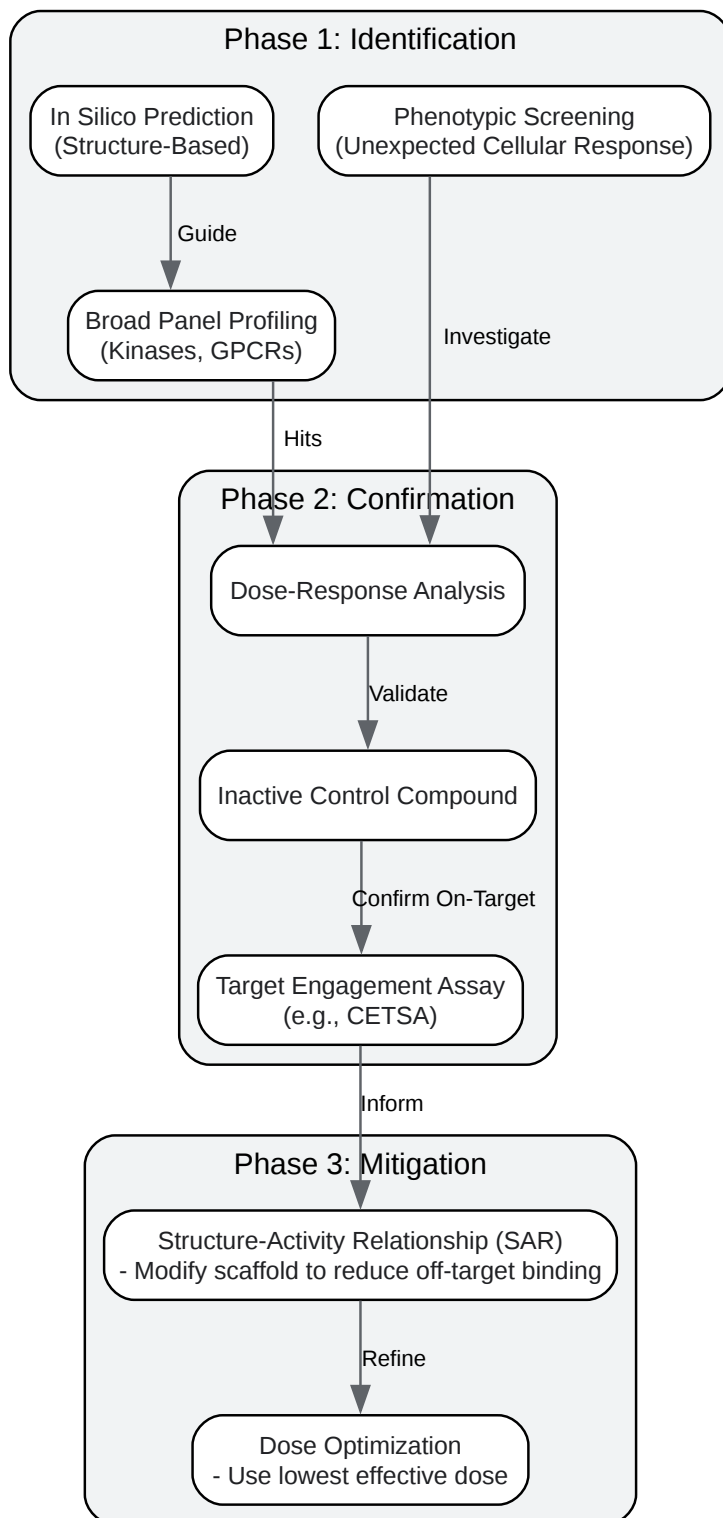 Phase 1: Identification
In Silico Prediction
(Structure-Based)
Phenotypic Screening
(Unexpected Cellular Response)
Guide
Broad Panel Profiling
(Kinases, GPCRs)
Investigate
Hits
Phase 2: Confirmation
Dose-Response Analysis
Validate
Inactive Control Compound
Confirm On-Target
Target Engagement Assay
(e.g., CETSA)
Inform
Phase 3: Mitigation
Structure-Activity Relationship (SAR)
- Modify scaffold to reduce off-target binding
Refine
Dose Optimization
- Use lowest effective dose